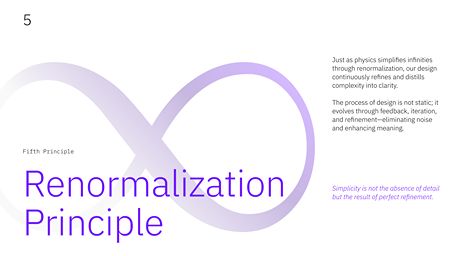 5
Just as physics simplifies infinities
through renormalization, our design
continuously refines and distills
complexity into clarity.
The process of design is not static; it
evolves through feedback, iteration,
and refinement—eliminating noise
and enhancing meaning.
Fifth Principle
Renormalization
Principle
Simplicity is not the absence of detail
but the result of perfect refinement.